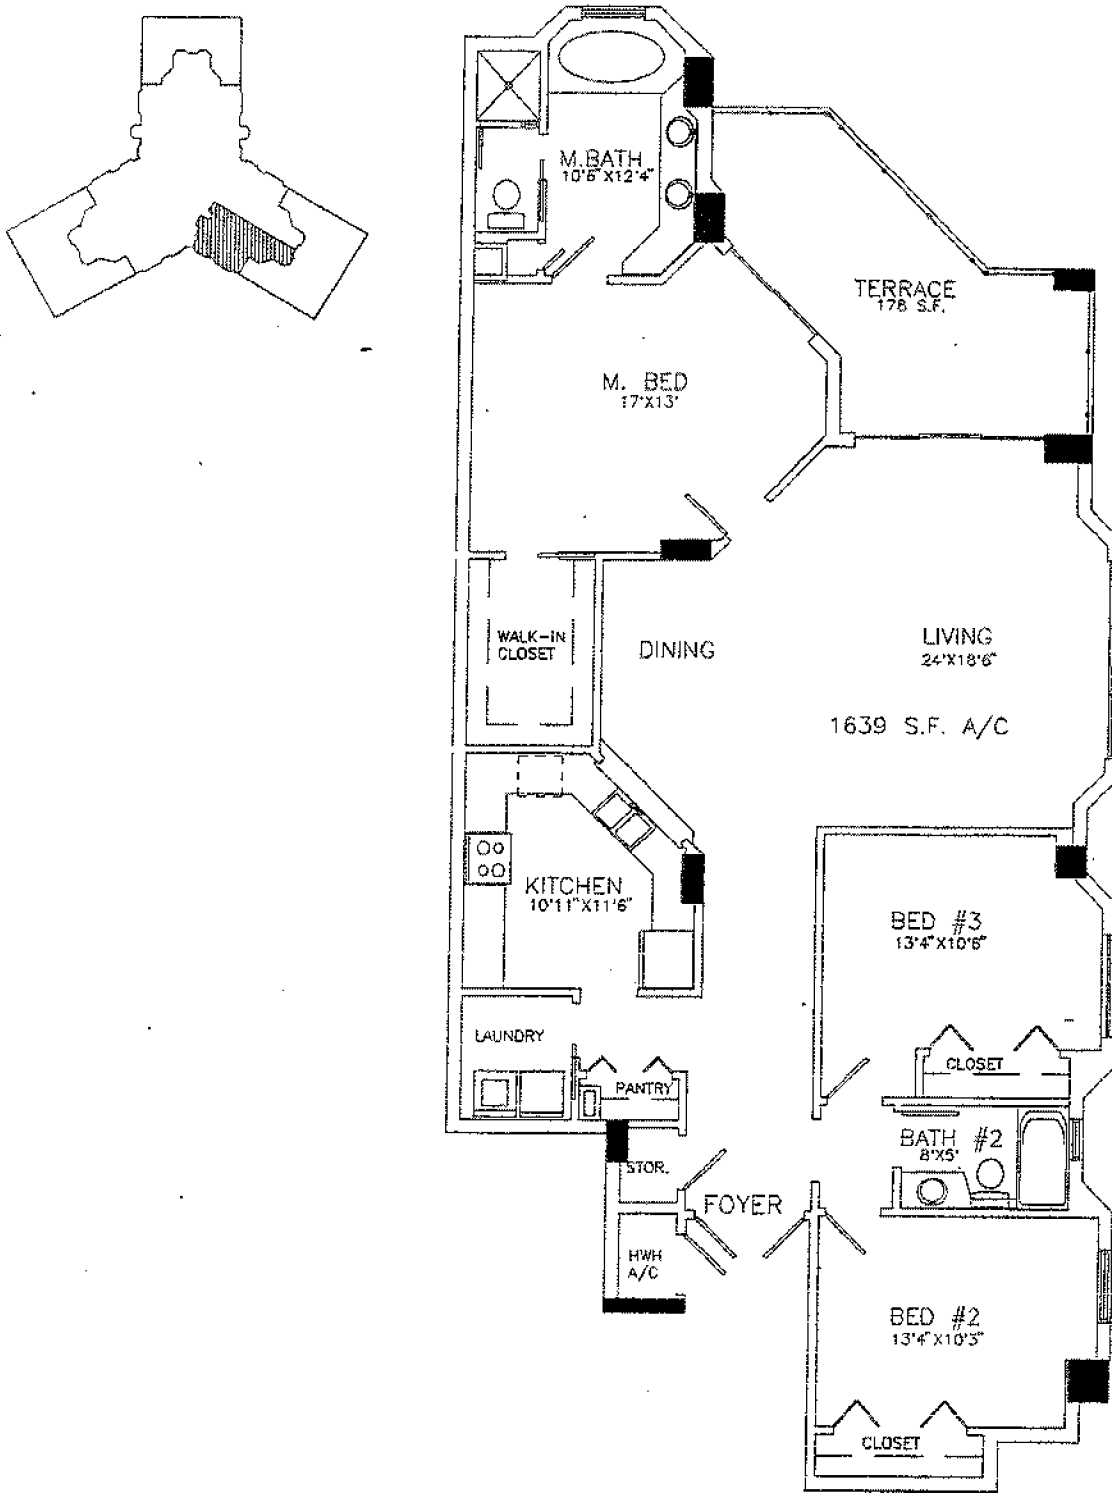 M.BATH
10'6"X12'4"
TERRACE
178 S.F.
M. BED
17'X13'
WALK-IN
CLOSET
DINING
LIVING
24'X18'6"
1639 S.F. A/C
KITCHEN
10'11"X11'6"
BED #3
13'4"X10'6"
LAUNDRY
CLOSET
PANTRY
BATH #2
8'X5'
STOR.
FOYER
HWH
A/C
BED #2
13'4"X10'3"
CLOSET